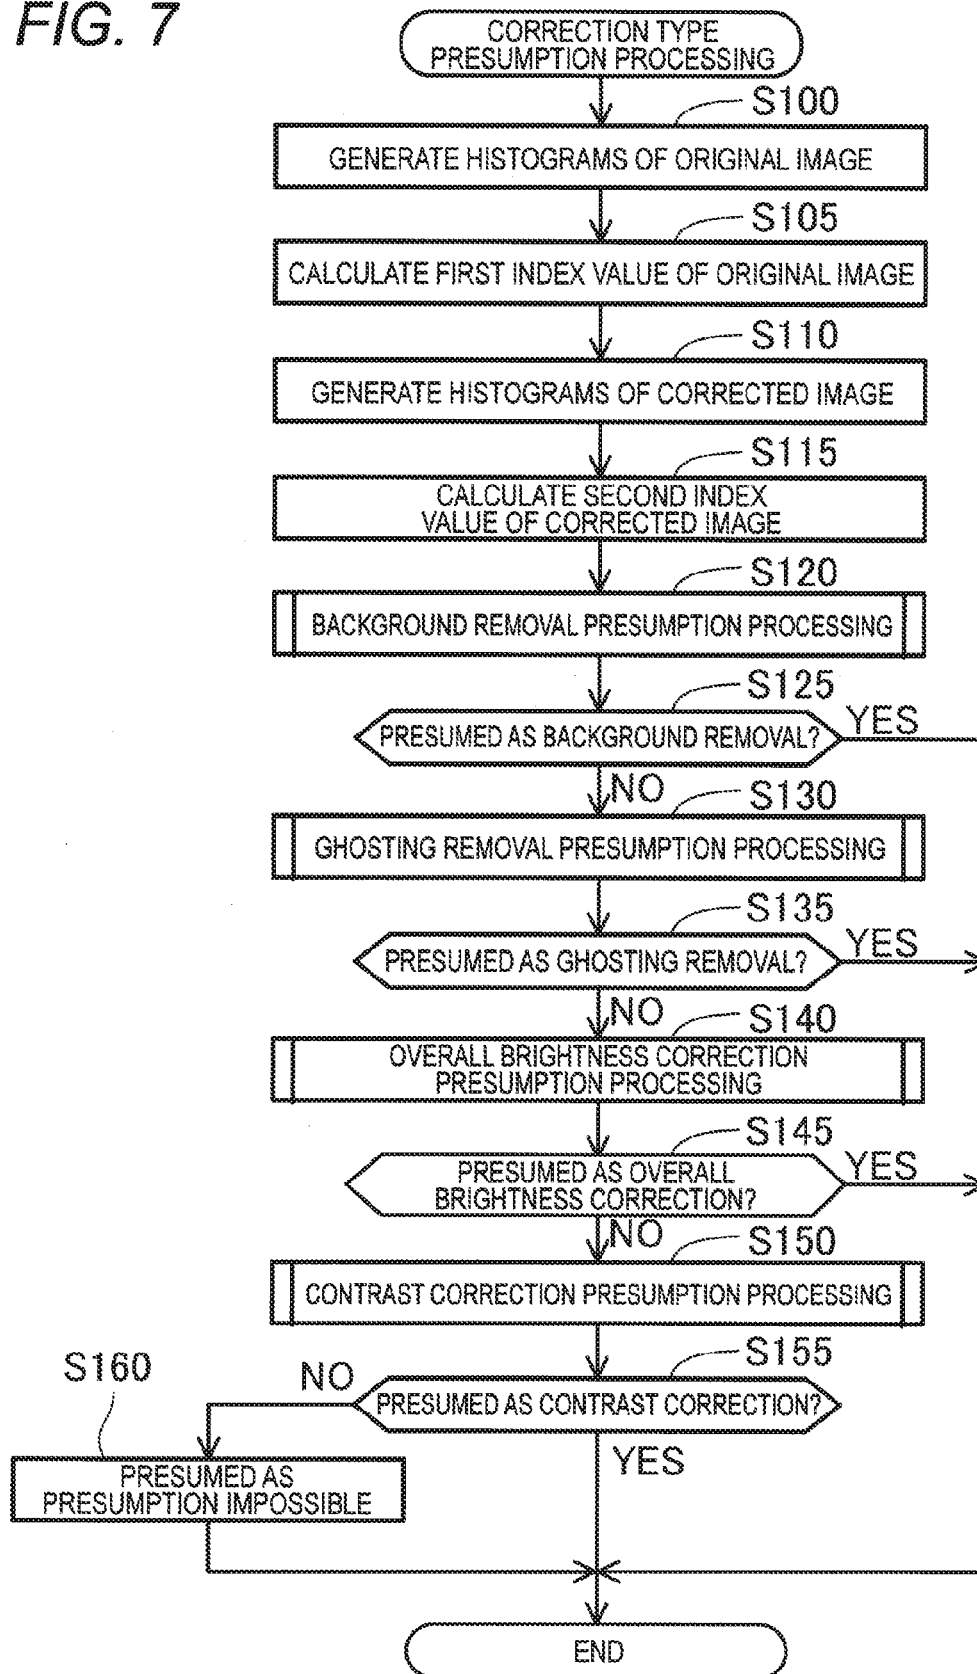 FIG. 7
CORRECTION TYPE
PRESUMPTION PROCESSING
S100
GENERATE HISTOGRAMS OF ORIGINAL IMAGE
S105
CALCULATE FIRST INDEX VALUE OF ORIGINAL IMAGE
S110
GENERATE HISTOGRAMS OF CORRECTED IMAGE
S115
CALCULATE SECOND INDEX
VALUE OF CORRECTED IMAGE
S120
BACKGROUND REMOVAL PRESUMPTION PROCESSING
S125
PRESUMED AS BACKGROUND REMOVAL?
YES
NO
S130
GHOSTING REMOVAL PRESUMPTION PROCESSING
S135
PRESUMED AS GHOSTING REMOVAL?
YES
NO
S140
OVERALL BRIGHTNESS CORRECTION
PRESUMPTION PROCESSING
S145
PRESUMED AS OVERALL
BRIGHTNESS CORRECTION?
YES
NO
S150
CONTRAST CORRECTION PRESUMPTION PROCESSING
S155
PRESUMED AS CONTRAST CORRECTION?
NO
YES
S160
PRESUMED AS
PRESUMPTION IMPOSSIBLE
END